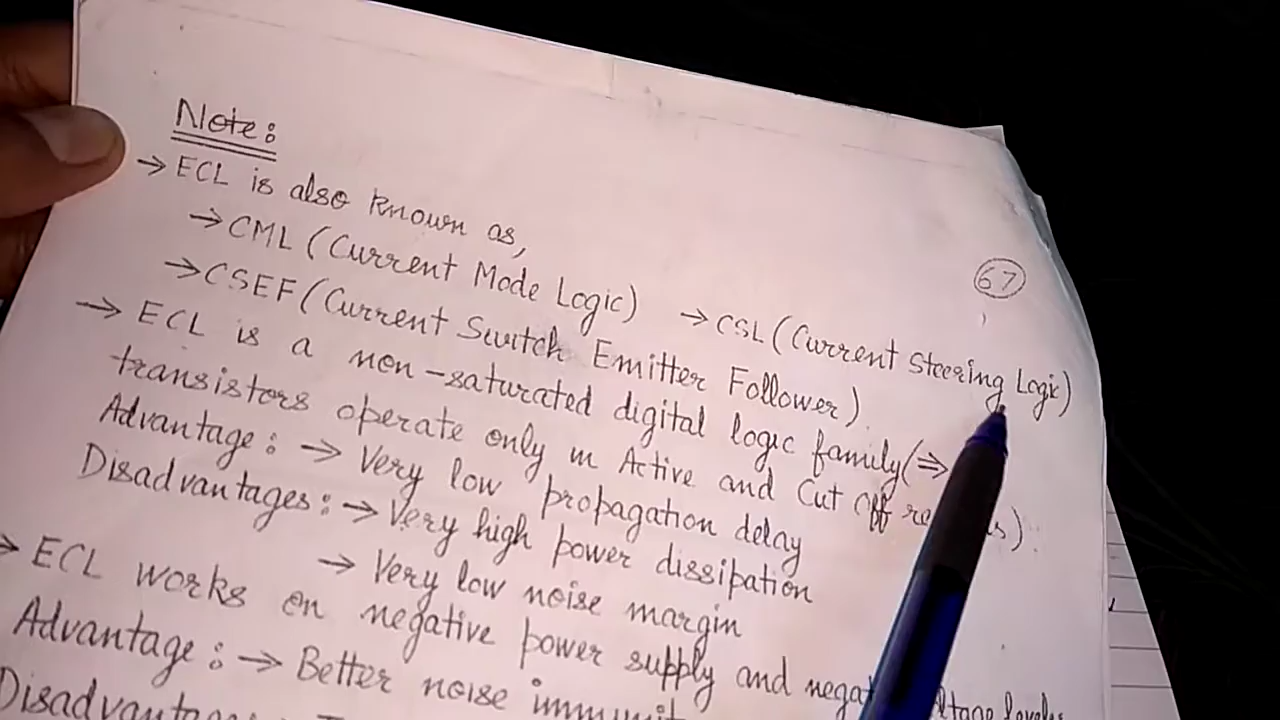 Note:
67
→ ECL is also known as,
→ CML (Current Mode Logic) → CSL (Current Steering Logic)
→ CSEF (Current Switch Emitter Follower)
→ ECL is a non-saturated digital logic family (⇒
transistors operate only in Active and Cut Off
Advantage: → Very low propagation delay
Disadvantages: → Very high power dissipation
→ Very low noise margin
→ ECL works on negative power supply and
Advantage: → Better noise